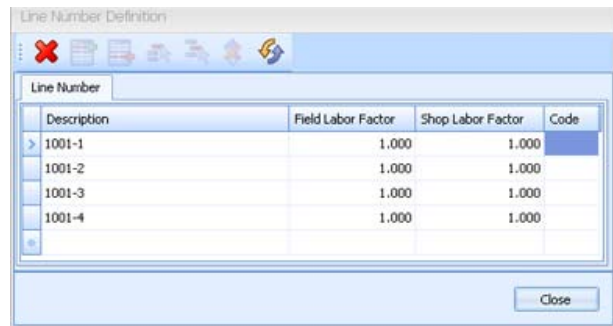 Line Number Definition
Line Number
Description Field Labor Factor Shop Labor Factor Code
1001-1 1.000 1.000
1001-2 1.000 1.000
1001-3 1.000 1.000
1001-4 1.000 1.000
Close